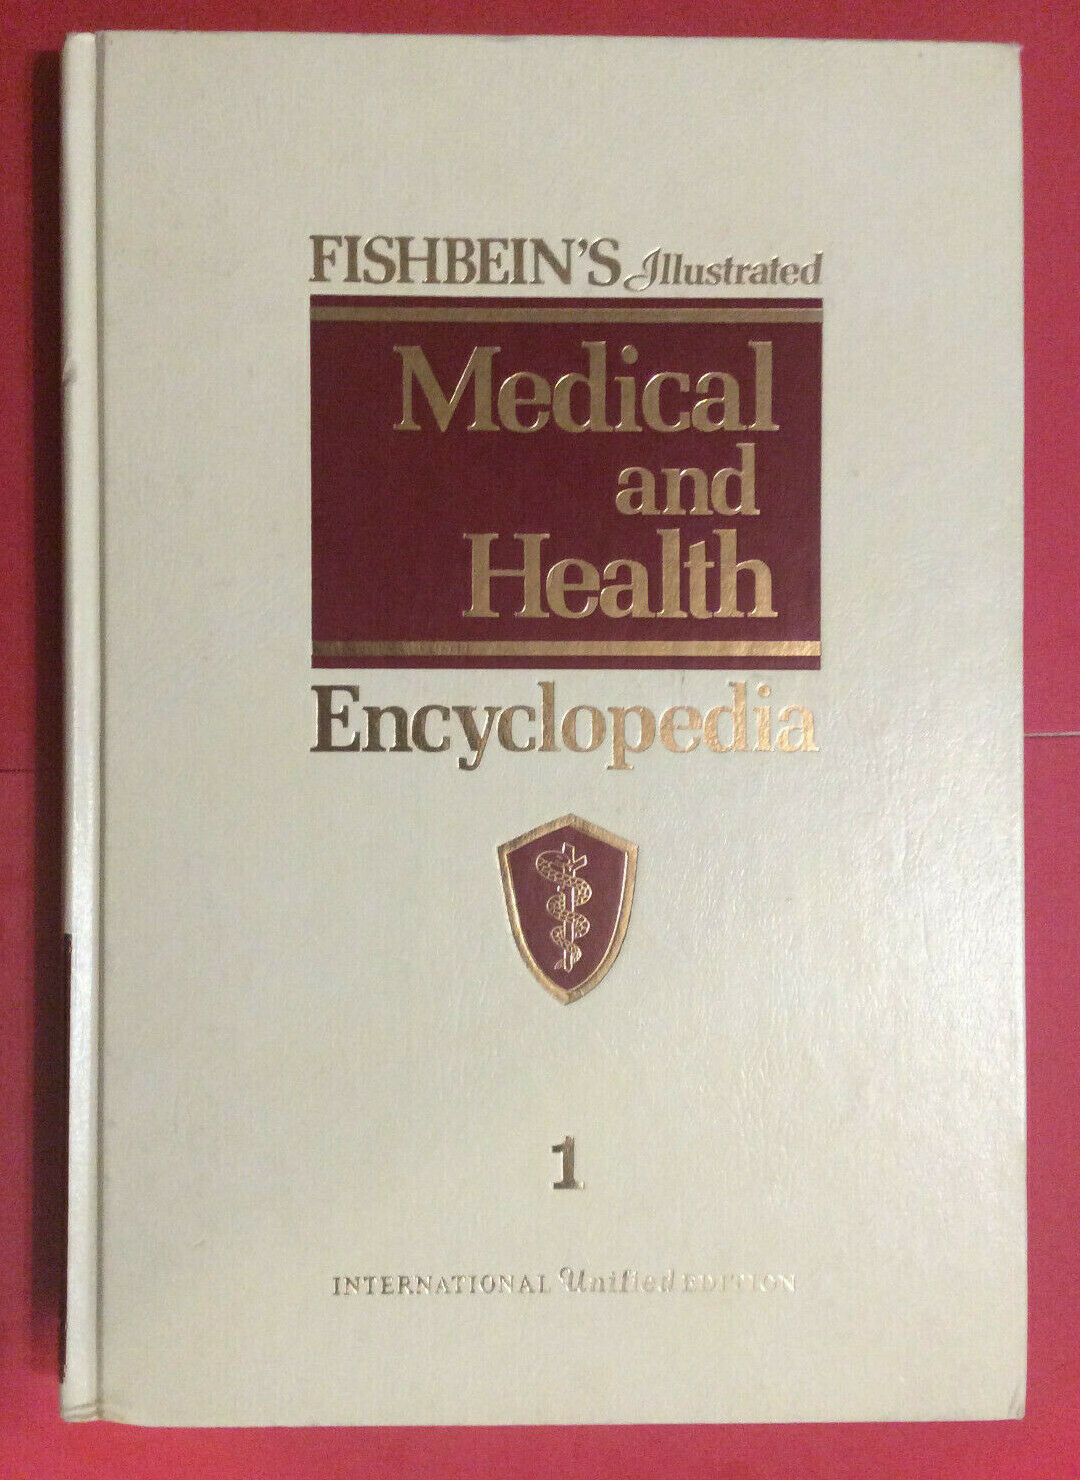 FISHBEIN'S Illustrated
Medical
and
Health
Encyclopedia
1
INTERNATIONAL Unified EDITION